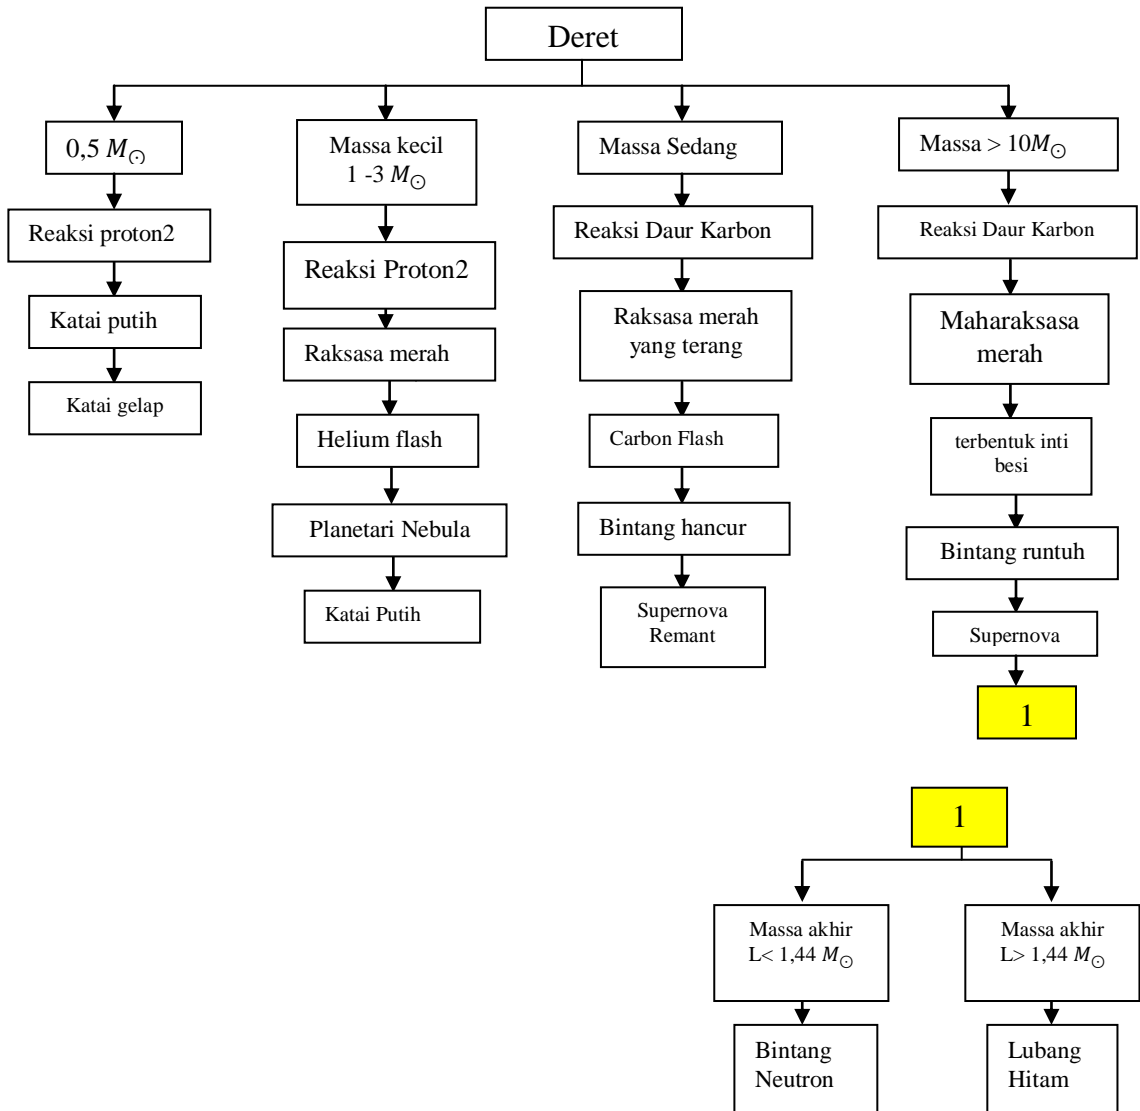 Deret
0,5 𝑀⨀
Reaksi proton2
Katai putih
Katai gelap
Massa kecil
1 -3 𝑀⨀
Reaksi Proton2
Raksasa merah
Helium flash
Planetari Nebula
Katai Putih
Massa Sedang
Reaksi Daur Karbon
Raksasa merah
yang terang
Carbon Flash
Bintang hancur
Supernova
Remant
Massa > 10𝑀⨀
Reaksi Daur Karbon
Maharaksasa
merah
terbentuk inti
besi
Bintang runtuh
Supernova
1
1
Massa akhir
L< 1,44 𝑀⨀
Bintang
Neutron
Massa akhir
L> 1,44 𝑀⨀
Lubang
Hitam